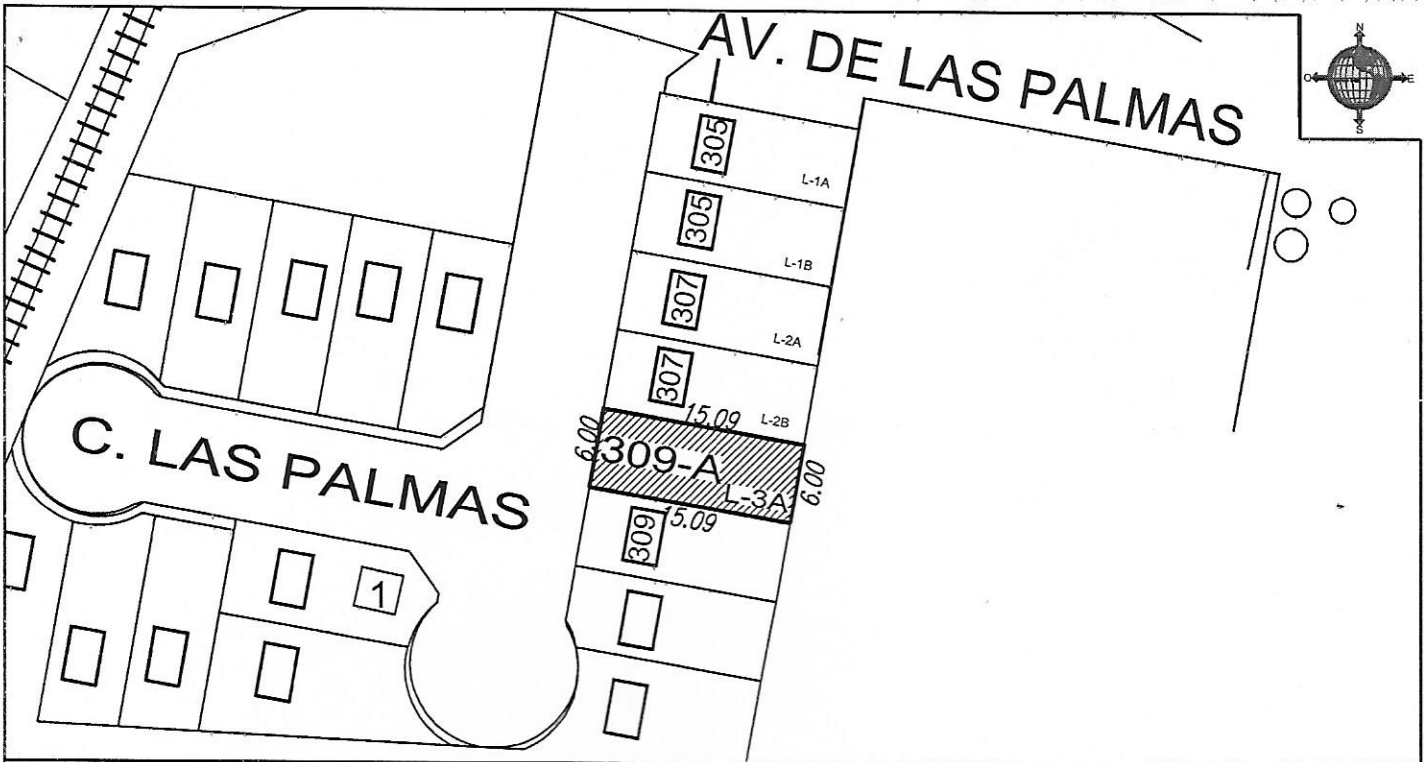 AV. DE LAS PALMAS
N
O
E
S
305
L-1A
305
L-1B
307
L-2A
307
L-2B
15.09
6.00
309-A
L-3A
6.00
15.09
309
C. LAS PALMAS
1